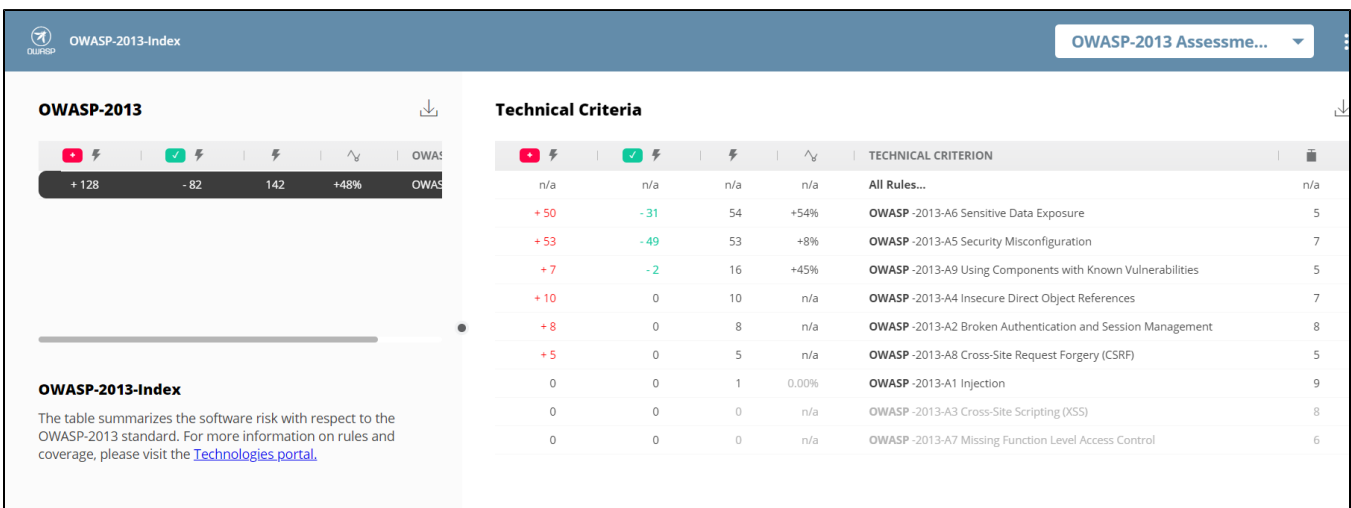 OWASP
OWASP-2013-Index
OWASP-2013 Assessme...
OWASP-2013
OWAS
+ 128 - 82 142 +48% OWAS
OWASP-2013-Index
The table summarizes the software risk with respect to the
OWASP-2013 standard. For more information on rules and
coverage, please visit the Technologies portal.
Technical Criteria
TECHNICAL CRITERION
n/a n/a n/a n/a All Rules... n/a
+ 50 - 31 54 +54% OWASP -2013-A6 Sensitive Data Exposure 5
+ 53 - 49 53 +8% OWASP -2013-A5 Security Misconfiguration 7
+ 7 - 2 16 +45% OWASP -2013-A9 Using Components with Known Vulnerabilities 5
+ 10 0 10 n/a OWASP -2013-A4 Insecure Direct Object References 7
+ 8 0 8 n/a OWASP -2013-A2 Broken Authentication and Session Management 8
+ 5 0 5 n/a OWASP -2013-A8 Cross-Site Request Forgery (CSRF) 5
0 0 1 0.00% OWASP -2013-A1 Injection 9
0 0 0 n/a OWASP -2013-A3 Cross-Site Scripting (XSS) 8
0 0 0 n/a OWASP -2013-A7 Missing Function Level Access Control 6